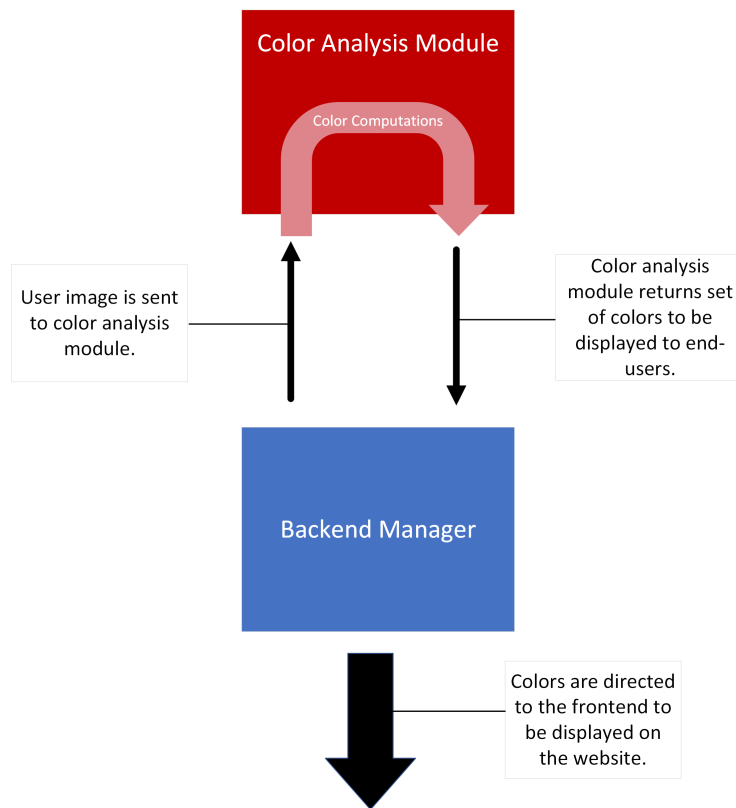 Color Analysis Module
Color Computations
User image is sent
to color analysis
module.
Color analysis
module returns set
of colors to be
displayed to end-
users.
Backend Manager
Colors are directed
to the frontend to
be displayed on
the website.